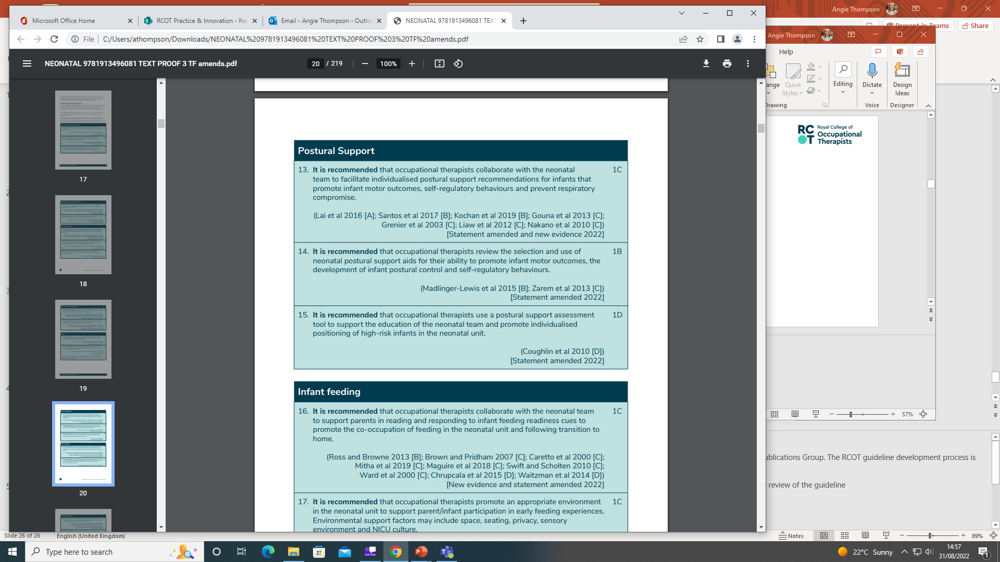 Angie Thompson
Present in Teams
Share
Microsoft Office Home
RCOT Practice & Innovation - Ne
Email - Angie Thompson - Outlo
NEONATAL 9781913496081 TEXT
File
C:/Users/athompson/Downloads/NEONATAL%209781913496081%20TEXT%20PROOF%203%20TF%20amends.pdf
Angie Thompson
Help
NEONATAL 9781913496081 TEXT PROOF 3 TF amends.pdf
20 / 219
100%
ange
Quick
Styles
Editing
Dictate
Design
Ideas
Drawing
Voice
Designer
17
18
19
20
Postural Support
13. It is recommended that occupational therapists collaborate with the neonatal 1C
team to facilitate individualised postural support recommendations for infants that
promote infant motor outcomes, self-regulatory behaviours and prevent respiratory
compromise.
(Lai et al 2016 [A]; Santos et al 2017 [B]; Kochan et al 2019 [B]; Gouna et al 2013 [C];
Grenier et al 2003 [C]; Liaw et al 2012 [C]; Nakano et al 2010 [C])
[Statement amended and new evidence 2022]
14. It is recommended that occupational therapists review the selection and use of 1B
neonatal postural support aids for their ability to promote infant motor outcomes, the
development of infant postural control and self-regulatory behaviours.
(Madlinger-Lewis et al 2015 [B]; Zarem et al 2013 [C])
[Statement amended 2022]
15. It is recommended that occupational therapists use a postural support assessment 1D
tool to support the education of the neonatal team and promote individualised
positioning of high-risk infants in the neonatal unit.
(Coughlin et al 2010 [D])
[Statement amended 2022]
Infant feeding
16. It is recommended that occupational therapists collaborate with the neonatal team 1C
to support parents in reading and responding to infant feeding readiness cues to
promote the co-occupation of feeding in the neonatal unit and following transition to
home.
(Ross and Browne 2013 [B]; Brown and Pridham 2007 [C]; Caretto et al 2000 [C];
Mitha et al 2019 [C]; Maguire et al 2018 [C]; Swift and Scholten 2010 [C];
Ward et al 2000 [C]; Chrupcala et al 2015 [D]; Waitzman et al 2014 [D])
[New evidence and statement amended 2022]
17. It is recommended that occupational therapists promote an appropriate environment 1C
in the neonatal unit to support parent/infant participation in early feeding experiences.
Environmental support factors may include space, seating, privacy, sensory
environment and NICU culture.
RC
OT
Royal College of
Occupational
Therapists
57%
ublications Group. The RCOT guideline development process is
review of the guideline
Slide 26 of 26
English (United Kingdom)
Notes
89%
Type here to search
22°C Sunny
14:57
31/08/2022
1